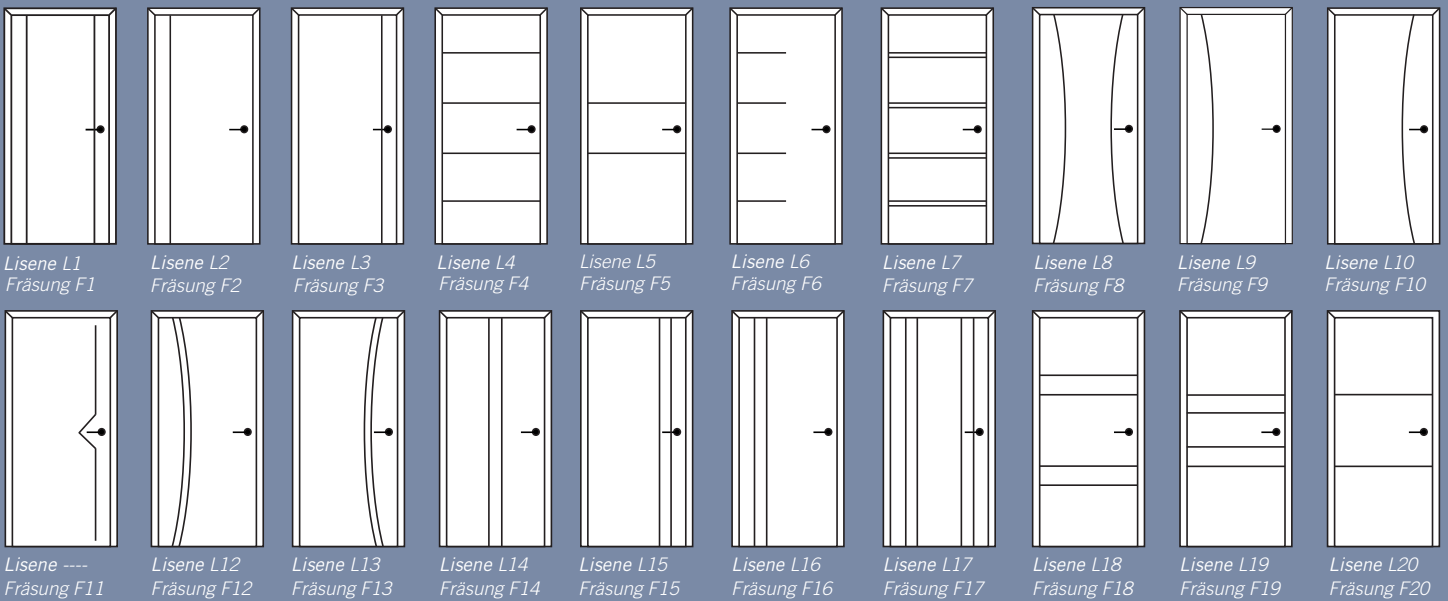 Lisene L1
Fräsung F1
Lisene L2
Fräsung F2
Lisene L3
Fräsung F3
Lisene L4
Fräsung F4
Lisene L5
Fräsung F5
Lisene L6
Fräsung F6
Lisene L7
Fräsung F7
Lisene L8
Fräsung F8
Lisene L9
Fräsung F9
Lisene L10
Fräsung F10
Lisene ----
Fräsung F11
Lisene L12
Fräsung F12
Lisene L13
Fräsung F13
Lisene L14
Fräsung F14
Lisene L15
Fräsung F15
Lisene L16
Fräsung F16
Lisene L17
Fräsung F17
Lisene L18
Fräsung F18
Lisene L19
Fräsung F19
Lisene L20
Fräsung F20